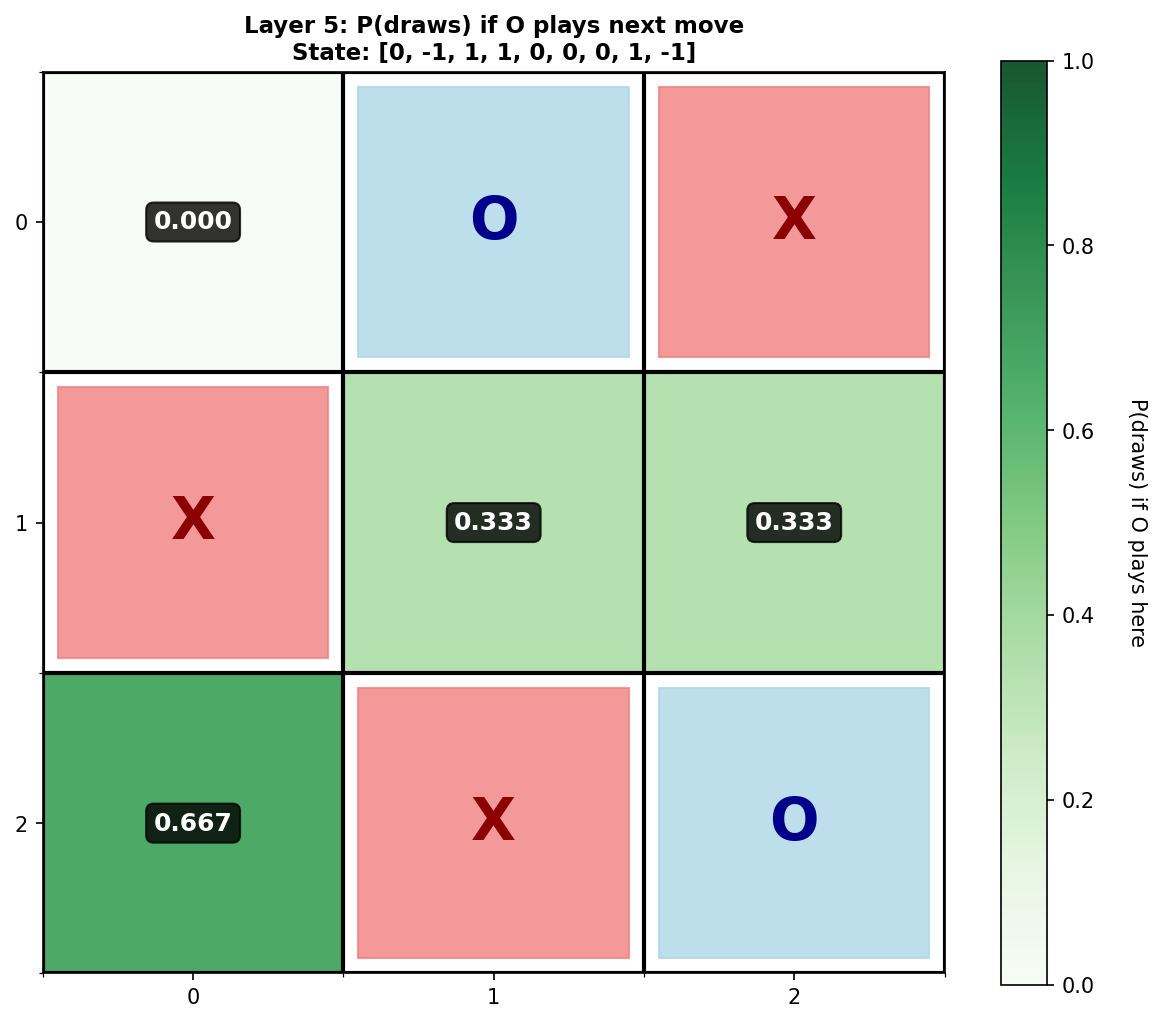 Layer 5: P(draws) if O plays next move
State: [0, -1, 1, 1, 0, 0, 0, 1, -1]
0
0.000
O
X
1
X
0.333
0.333
2
0.667
X
O
0
1
2
1.0
0.8
0.6
0.4
0.2
0.0
P(draws) if O plays here